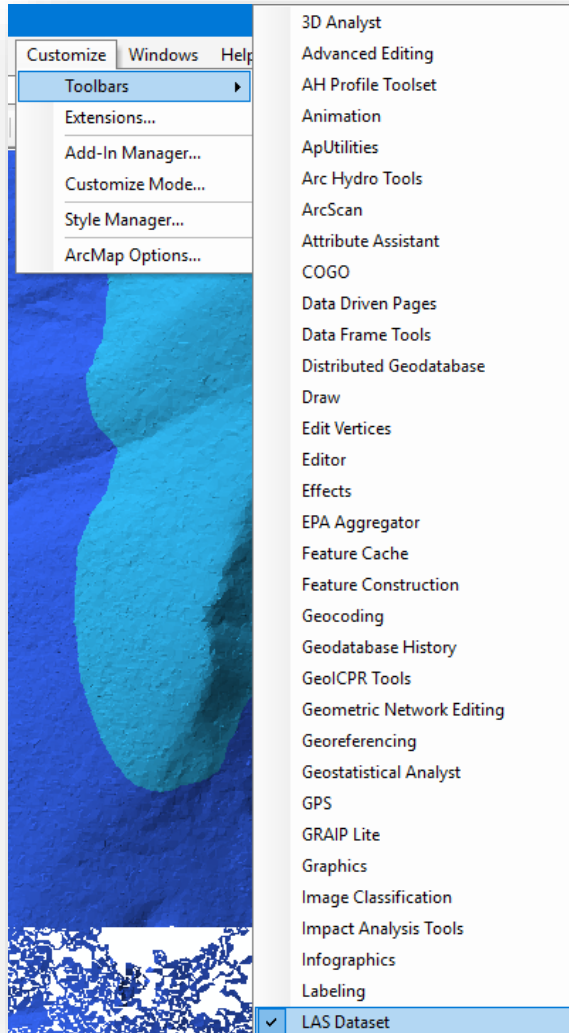 Customize Windows Help
Toolbars
Extensions...
Add-In Manager...
Customize Mode...
Style Manager...
ArcMap Options...
3D Analyst
Advanced Editing
AH Profile Toolset
Animation
ApUtilities
Arc Hydro Tools
ArcScan
Attribute Assistant
COGO
Data Driven Pages
Data Frame Tools
Distributed Geodatabase
Draw
Edit Vertices
Editor
Effects
EPA Aggregator
Feature Cache
Feature Construction
Geocoding
Geodatabase History
GeoICPR Tools
Geometric Network Editing
Georeferencing
Geostatistical Analyst
GPS
GRAIP Lite
Graphics
Image Classification
Impact Analysis Tools
Infographics
Labeling
LAS Dataset